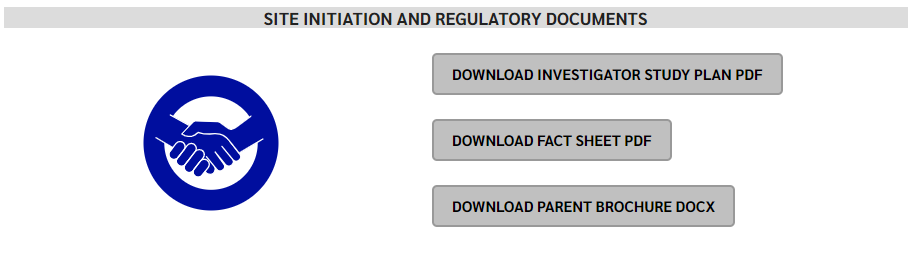 SITE INITIATION AND REGULATORY DOCUMENTS
DOWNLOAD INVESTIGATOR STUDY PLAN PDF
DOWNLOAD FACT SHEET PDF
DOWNLOAD PARENT BROCHURE DOCX